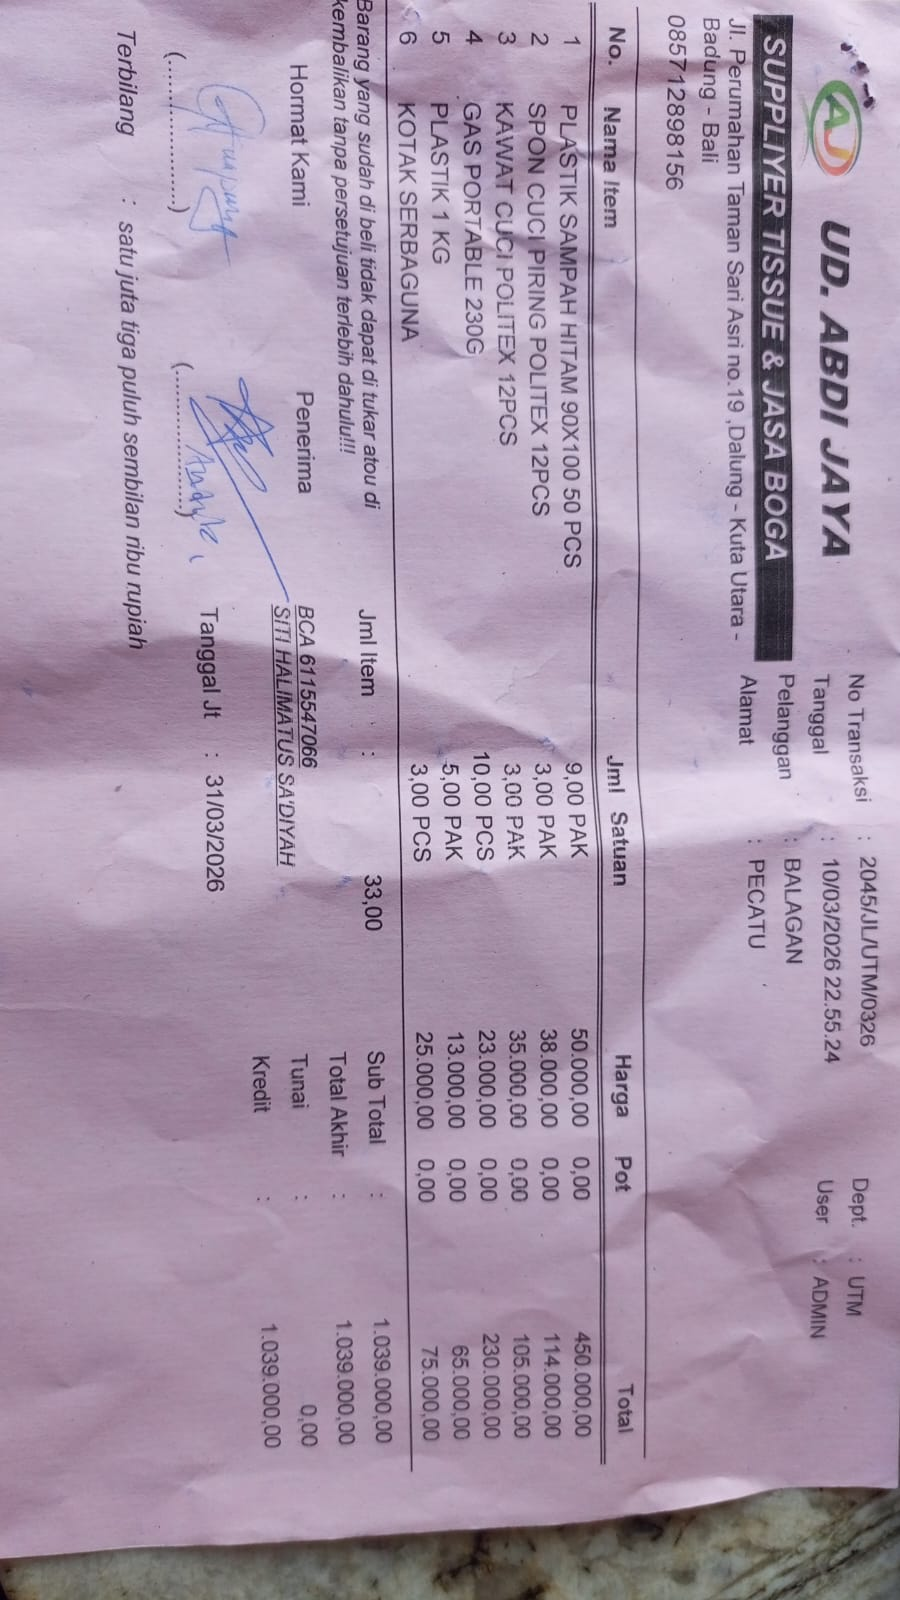 AJ UD. ABDI JAYA
SUPPLIYER TISSUE & JASA BOGA
Jl. Perumahan Taman Sari Asri no.19 ,Dalung - Kuta Utara -
Badung - Bali
085712898156
No Transaksi : 2045/JL/UTM/0326 Dept. : UTM
Tanggal : 10/03/2026 22.55.24 User : ADMIN
Pelanggan : BALAGAN
Alamat : PECATU
No. Nama Item Jml Satuan Harga Pot Total
1 PLASTIK SAMPAH HITAM 90X100 50 PCS 9,00 PAK 50.000,00 0,00 450.000,00
2 SPON CUCI PIRING POLITEX 12PCS 3,00 PAK 38.000,00 0,00 114.000,00
3 KAWAT CUCI POLITEX 12PCS 3,00 PAK 35.000,00 0,00 105.000,00
4 GAS PORTABLE 230G 10,00 PCS 23.000,00 0,00 230.000,00
5 PLASTIK 1 KG 5,00 PAK 13.000,00 0,00 65.000,00
6 KOTAK SERBAGUNA 3,00 PCS 25.000,00 0,00 75.000,00
Barang yang sudah di beli tidak dapat di tukar atou di
kembalikan tanpa persetujuan terlebih dahulu!!!
Jml Item : 33,00
Sub Total : 1.039.000,00
Total Akhir : 1.039.000,00
Tunai : 0,00
Kredit : 1.039.000,00
Hormat Kami Penerima
BCA 6115547066
SITI HALIMATUS SA'DIYAH
(....................) (....................)
Tanggal Jt : 31/03/2026
Terbilang : satu juta tiga puluh sembilan ribu rupiah